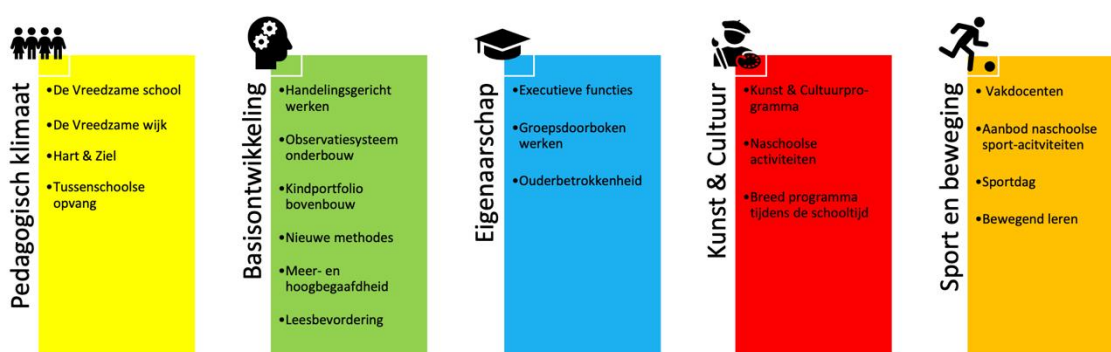 Pedagogisch klimaat
•De Vreedzame school
•De Vreedzame wijk
•Hart & Ziel
•Tussenschoolse
opvang
Basisontwikkeling
•Handelingsgericht
werken
•Observatiesysteem
onderbouw
•Kindportfolio
bovenbouw
•Nieuwe methodes
•Meer- en
hoogbegaafdheid
•Leesbevordering
Eigenaarschap
•Executieve functies
•Groepsdoorboken
werken
•Ouderbetrokkenheid
Kunst & Cultuur
•Kunst & Cultuurpro-
gramma
•Naschoolse
activiteiten
•Breed programma
tijdens de schooltijd
Sport en beweging
• Vakdocenten
•Aanbod naschoolse
sport-acitviteiten
•Sportdag
•Bewegend leren